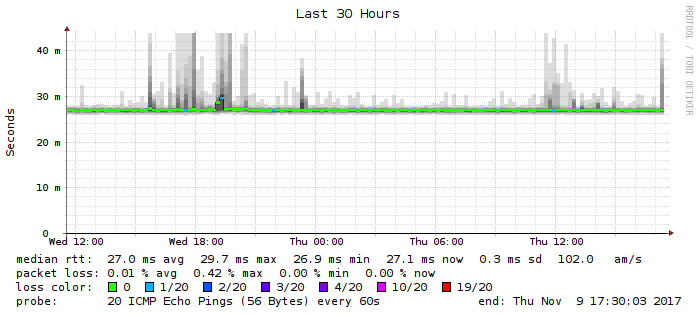 Last 30 Hours
RRDTOOL / TOBI OETIKER
Seconds
40 m
30 m
20 m
10 m
0
Wed 12:00 Wed 18:00 Thu 00:00 Thu 06:00 Thu 12:00
median rtt: 27.0 ms avg 29.7 ms max 26.9 ms min 27.1 ms now 0.3 ms sd 102.0 am/s
packet loss: 0.01 % avg 0.42 % max 0.00 % min 0.00 % now
loss color: 0 1/20 2/20 3/20 4/20 10/20 19/20
probe: 20 ICMP Echo Pings (56 Bytes) every 60s end: Thu Nov 9 17:30:03 2017